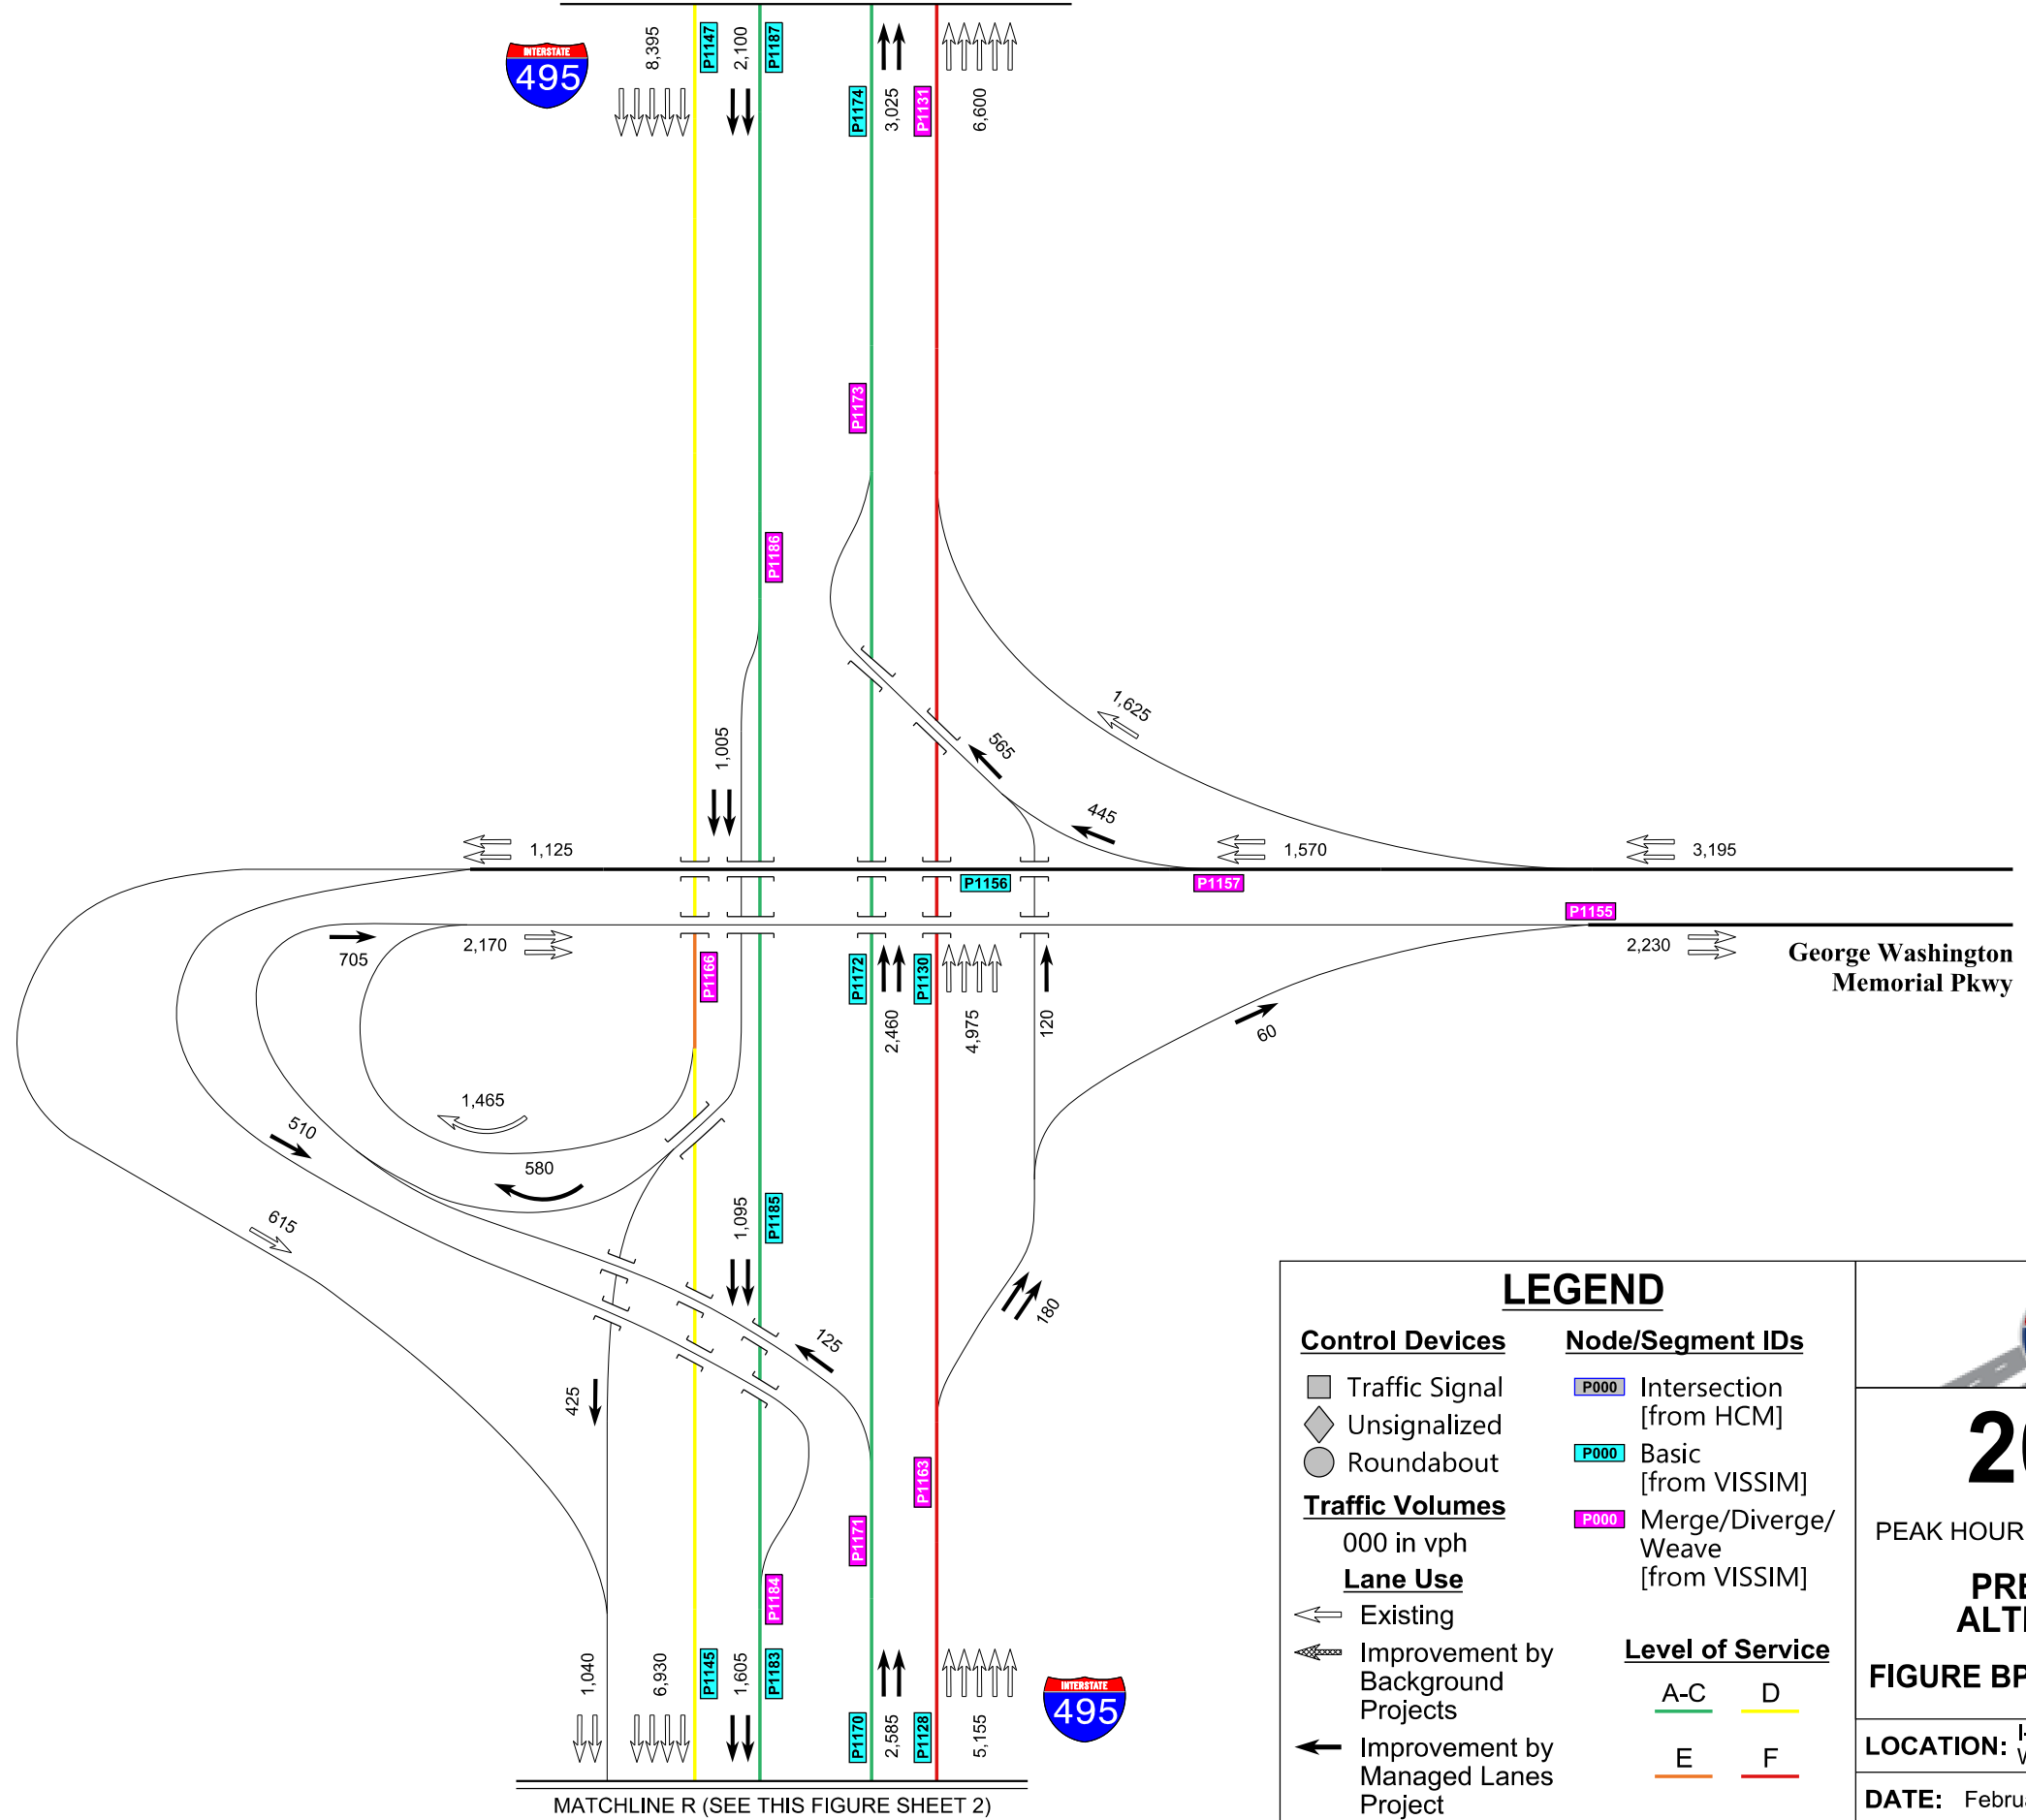 INTERSTATE
495
8,395
P1147
2,100
P1187
P1174
3,025
P1131
6,600
P1173
P1186
1,005
1,625
565
445
1,125
1,570
3,195
P1156
P1157
P1155
705
2,170
2,230
George Washington
Memorial Pkwy
P1166
P1172
2,460
P1130
4,975
120
60
1,465
510
580
615
1,095
P1185
125
180
425
P1163
P1171
P1184
1,040
6,930
P1145
1,605
P1183
P1170
2,585
P1128
5,155
INTERSTATE
495
MATCHLINE R (SEE THIS FIGURE SHEET 2)
LEGEND
Control Devices
Traffic Signal
Unsignalized
Roundabout
Traffic Volumes
000 in vph
Lane Use
Existing
Improvement by
Background
Projects
Improvement by
Managed Lanes
Project
Node/Segment IDs
P000 Intersection
[from HCM]
P000 Basic
[from VISSIM]
P000 Merge/Diverge/
Weave
[from VISSIM]
Level of Service
A-C D
E F
PEAK HOUR
FIGURE BP
LOCATION:
DATE: